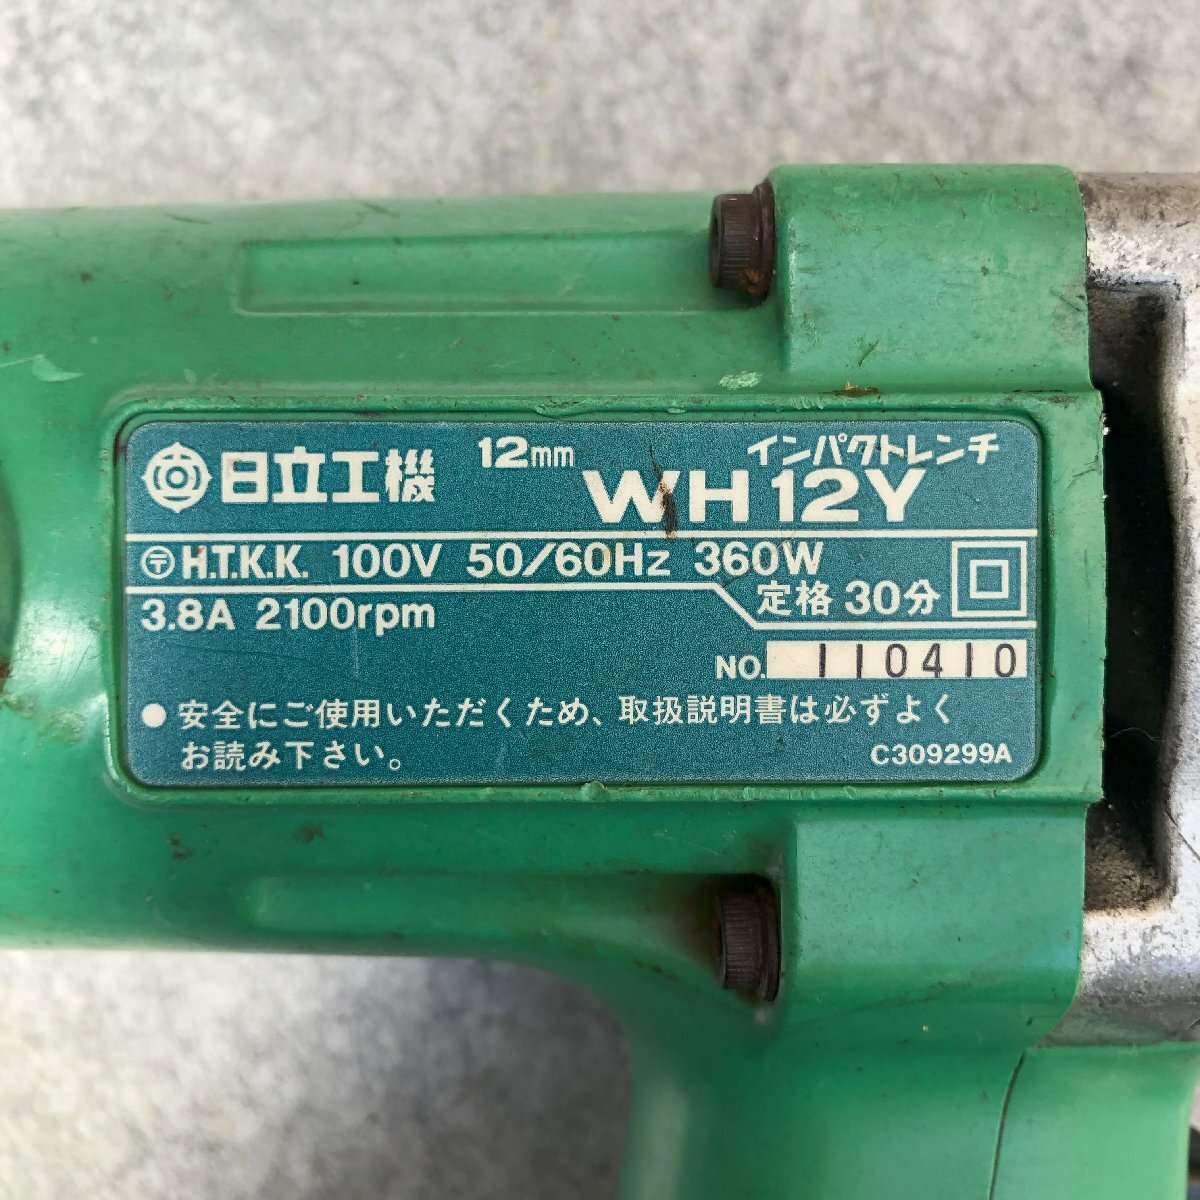 日立工機 12mm インパクトレンチ
WH 12Y
〒 H.T.K.K. 100V 50/60Hz 360W
3.8A 2100rpm 定格 30分
NO. 110410
● 安全にご使用いただくため、取扱説明書は必ずよく
お読み下さい。
C309299A